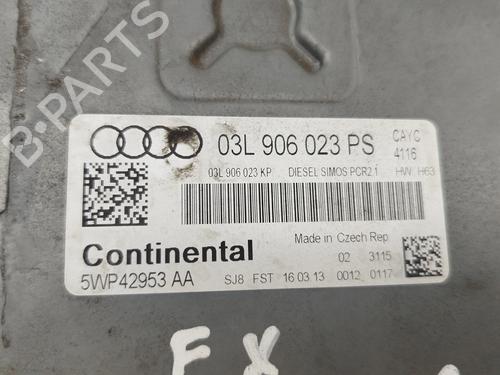 B-PARTS
03L 906 023 PS
CAYC
4116
03L 906 023 KP DIESEL SIMOS PCR2.1 HW H63
Continental
Made in Czech Rep.
02 3115
5WP42953 AA SJ8 FST 16 03 13 0012 0117
FX